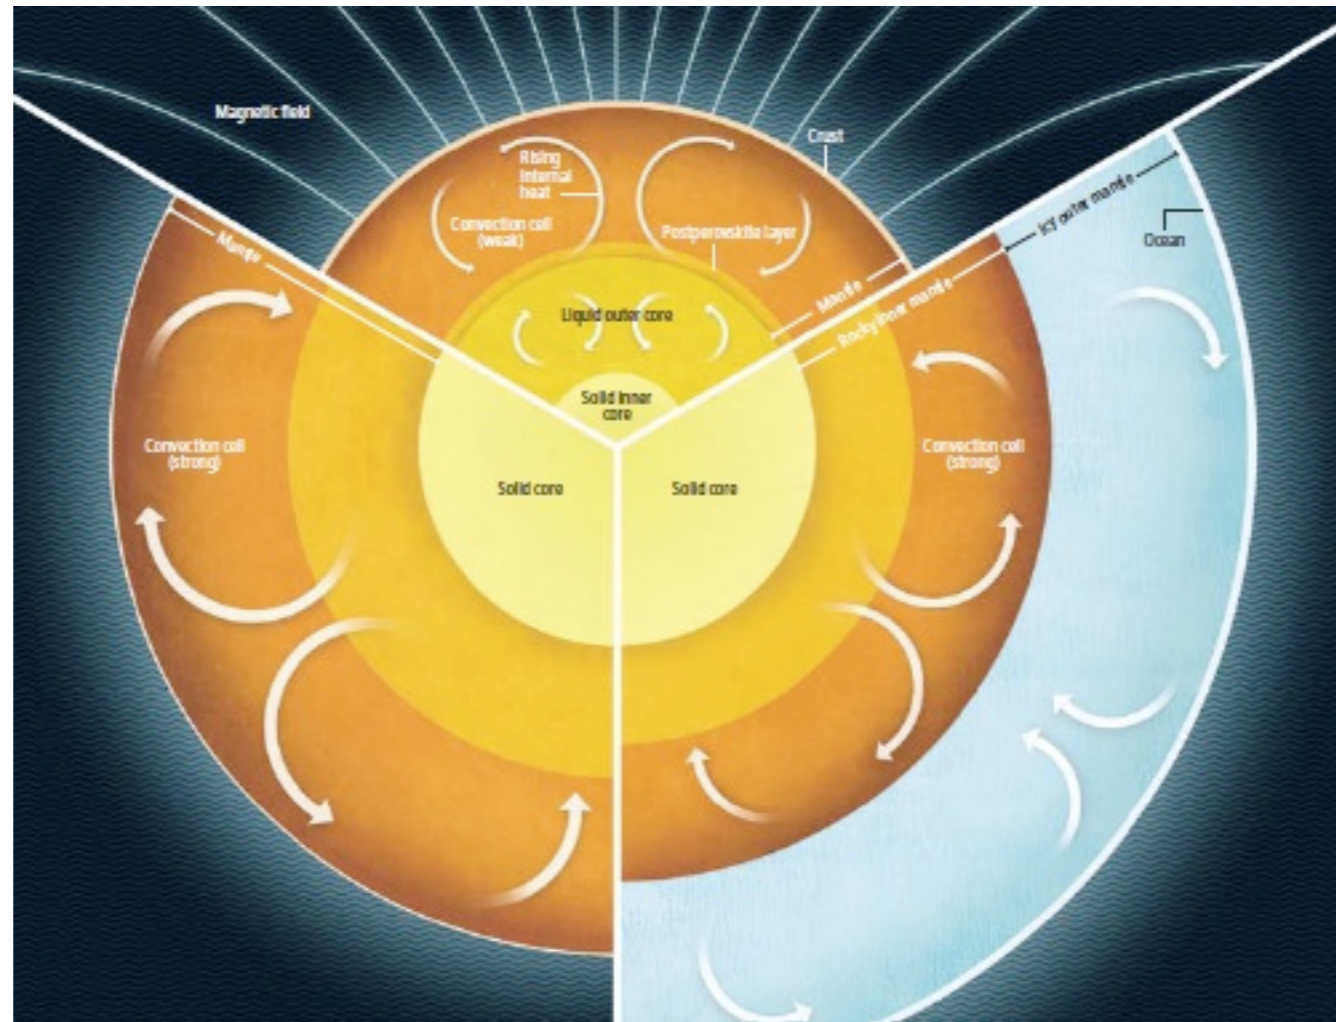 Magnetic field
Crust
Rising
internal
heat
Convection cell
(weak)
Postperovskite layer
Mantle
Mantle
Rocky inner mantle
Icy outer mantle
Ocean
Liquid outer core
Solid inner
core
Convection cell
(strong)
Convection cell
(strong)
Solid core
Solid core